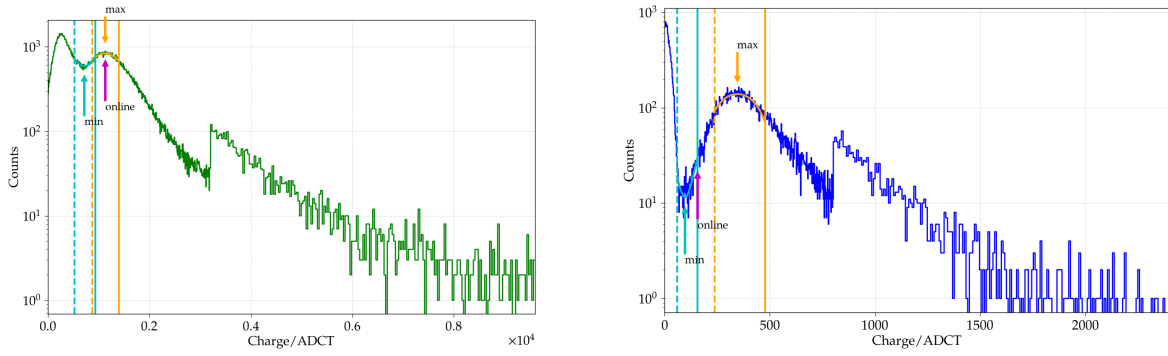 max
online
min
Counts
10³
10²
10¹
10⁰
0.0
0.2
0.4
0.6
0.8
×10⁴
Charge/ADCT
max
online
min
Counts
10³
10²
10¹
10⁰
0
500
1000
1500
2000
Charge/ADCT